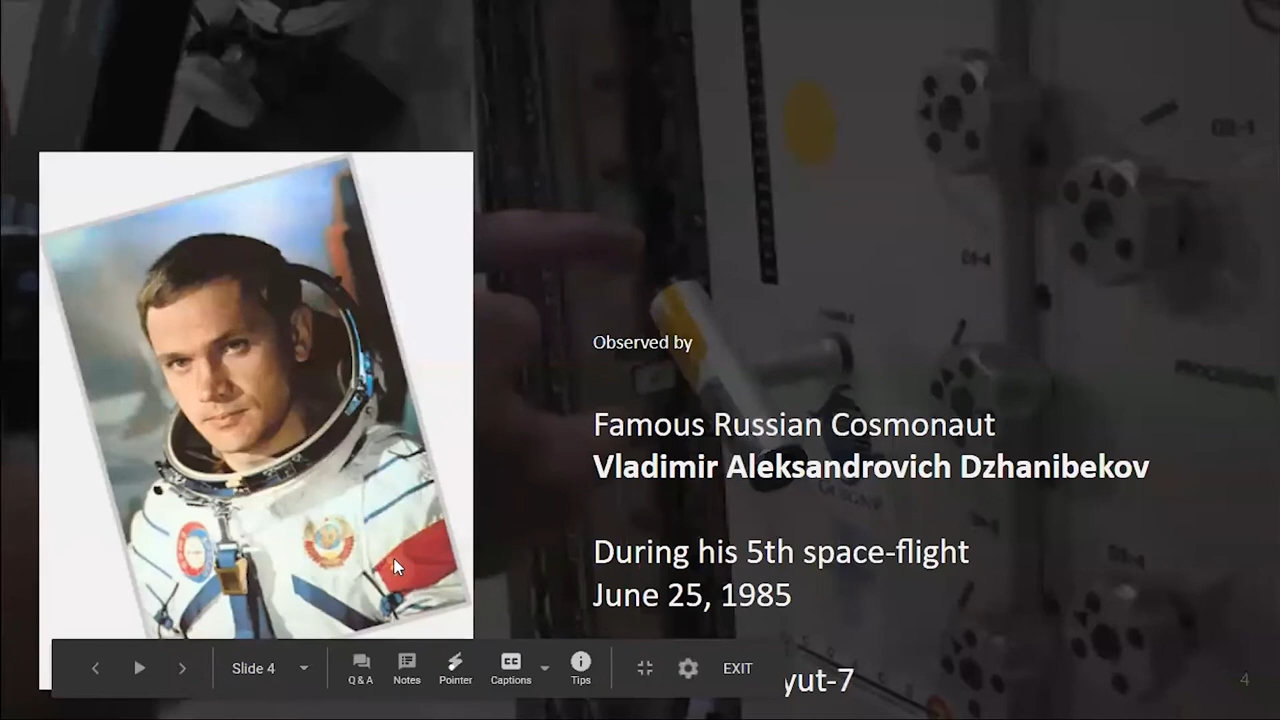 Observed by
Famous Russian Cosmonaut
Vladimir Aleksandrovich Dzhanibekov
During his 5th space-flight
June 25, 1985
yut-7
4
Slide 4
Q & A
Notes
Pointer
CC
Captions
Tips
EXIT